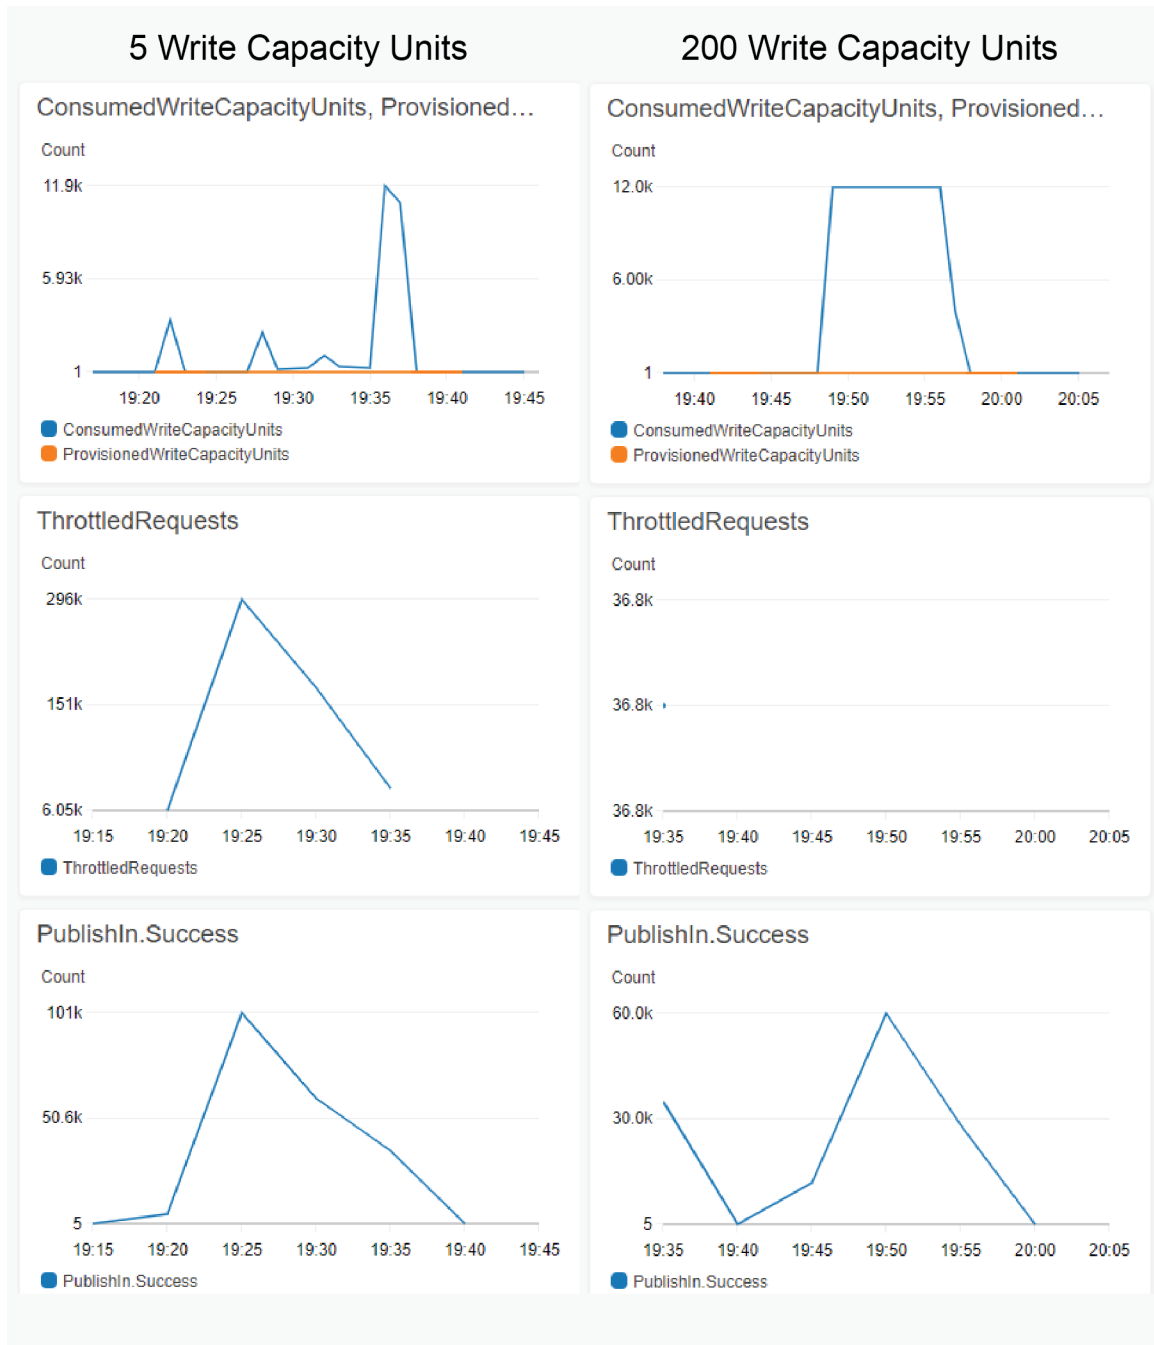 5 Write Capacity Units
200 Write Capacity Units
ConsumedWriteCapacityUnits, Provisioned...
Count
11.9k
5.93k
1
19:20 19:25 19:30 19:35 19:40 19:45
ConsumedWriteCapacityUnits
ProvisionedWriteCapacityUnits
ConsumedWriteCapacityUnits, Provisioned...
Count
12.0k
6.00k
1
19:40 19:45 19:50 19:55 20:00 20:05
ConsumedWriteCapacityUnits
ProvisionedWriteCapacityUnits
ThrottledRequests
Count
296k
151k
6.05k
19:15 19:20 19:25 19:30 19:35 19:40 19:45
ThrottledRequests
ThrottledRequests
Count
36.8k
36.8k
36.8k
19:35 19:40 19:45 19:50 19:55 20:00 20:05
ThrottledRequests
PublishIn.Success
Count
101k
50.6k
5
19:15 19:20 19:25 19:30 19:35 19:40 19:45
PublishIn.Success
PublishIn.Success
Count
60.0k
30.0k
5
19:35 19:40 19:45 19:50 19:55 20:00 20:05
PublishIn.Success